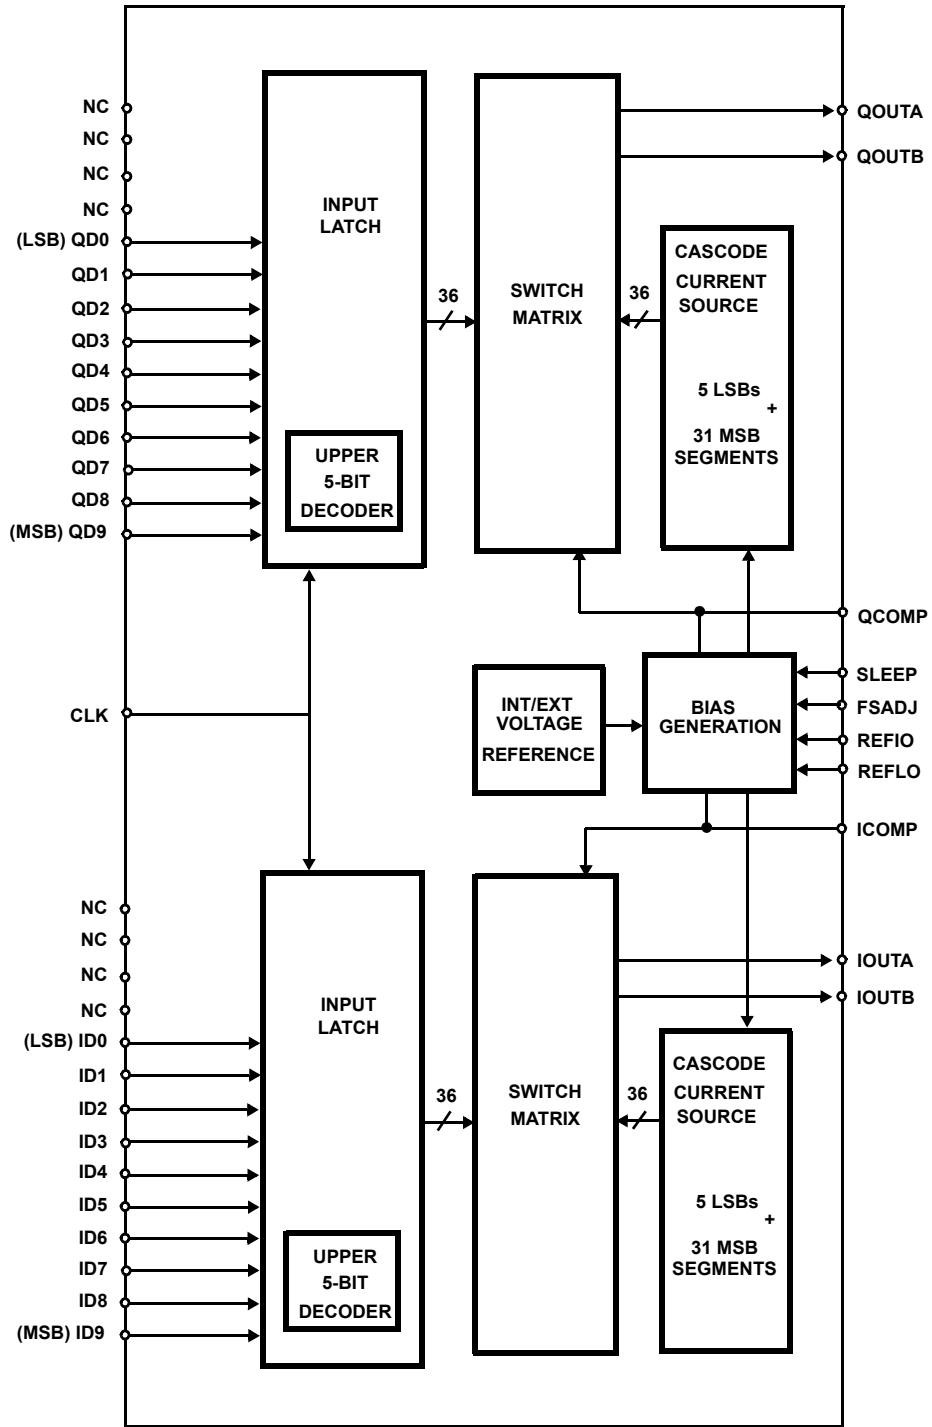 NC
NC
NC
NC
(LSB) QD0
QD1
QD2
QD3
QD4
QD5
QD6
QD7
QD8
(MSB) QD9
INPUT
LATCH
UPPER
5-BIT
DECODER
36
SWITCH
MATRIX
36
CASCODE
CURRENT
SOURCE
5 LSBs
+
31 MSB
SEGMENTS
QOUTA
QOUTB
QCOMP
CLK
INT/EXT
VOLTAGE
REFERENCE
BIAS
GENERATION
SLEEP
FSADJ
REFIO
REFLO
ICOMP
NC
NC
NC
NC
(LSB) ID0
ID1
ID2
ID3
ID4
ID5
ID6
ID7
ID8
(MSB) ID9
INPUT
LATCH
UPPER
5-BIT
DECODER
36
SWITCH
MATRIX
36
CASCODE
CURRENT
SOURCE
5 LSBs
+
31 MSB
SEGMENTS
IOUTA
IOUTB